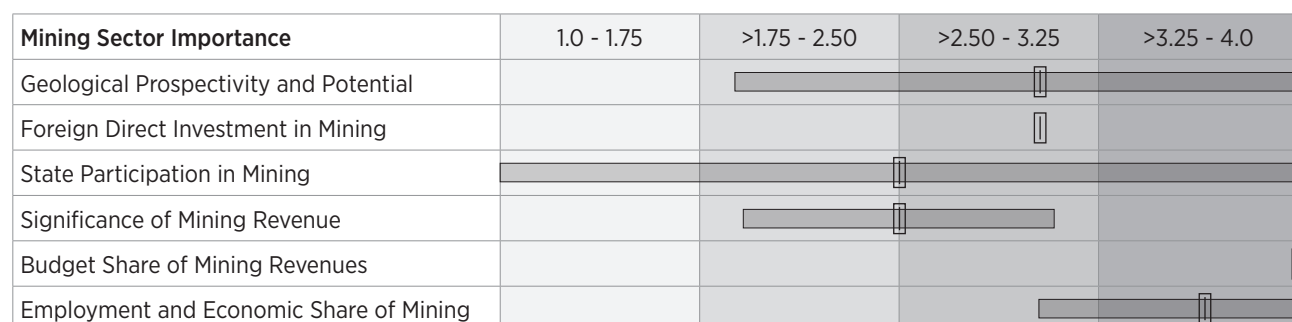 Mining Sector Importance 1.0 - 1.75 >1.75 - 2.50 >2.50 - 3.25 >3.25 - 4.0
Geological Prospectivity and Potential
Foreign Direct Investment in Mining
State Participation in Mining
Significance of Mining Revenue
Budget Share of Mining Revenues
Employment and Economic Share of Mining